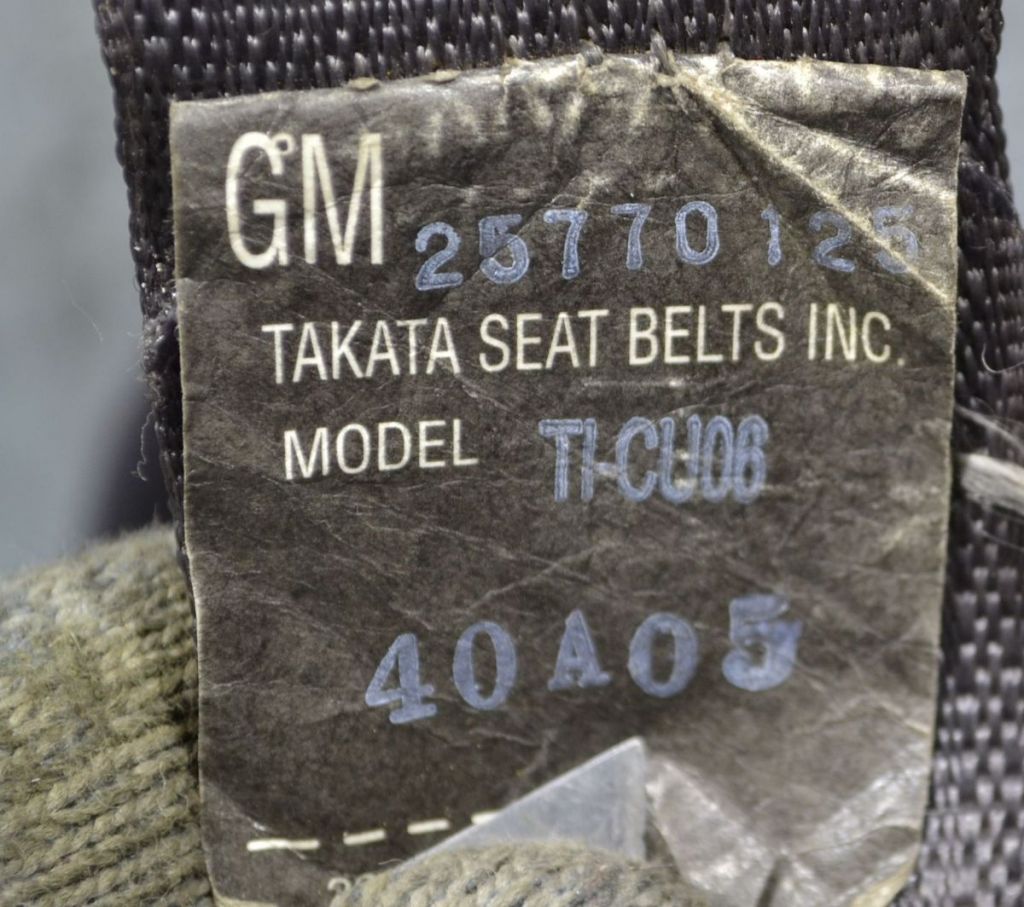 GM 25770125
TAKATA SEAT BELTS INC.
MODEL TI-CU06
40A05